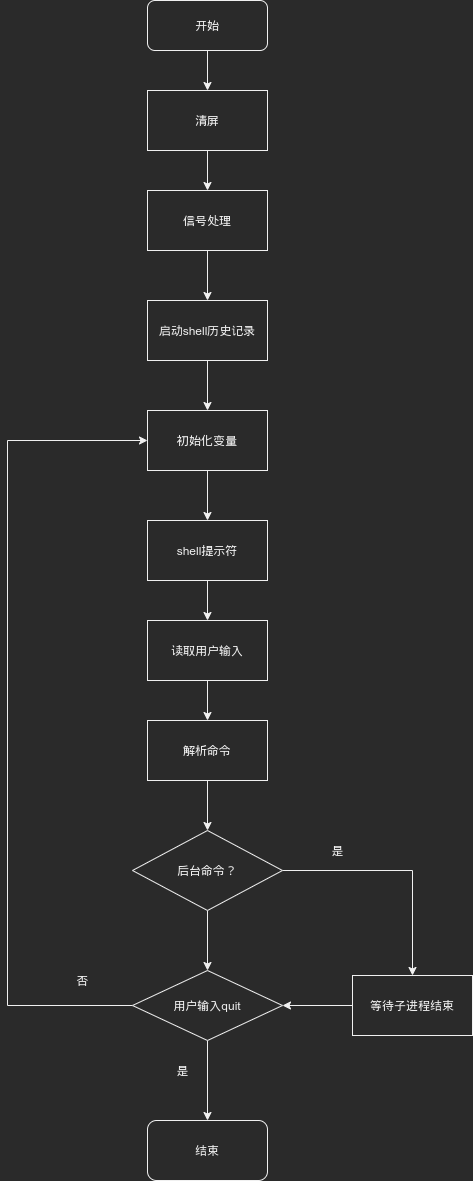 开始
清屏
信号处理
启动shell历史记录
初始化变量
shell提示符
读取用户输入
解析命令
后台命令？
是
用户输入quit
等待子进程结束
否
是
结束